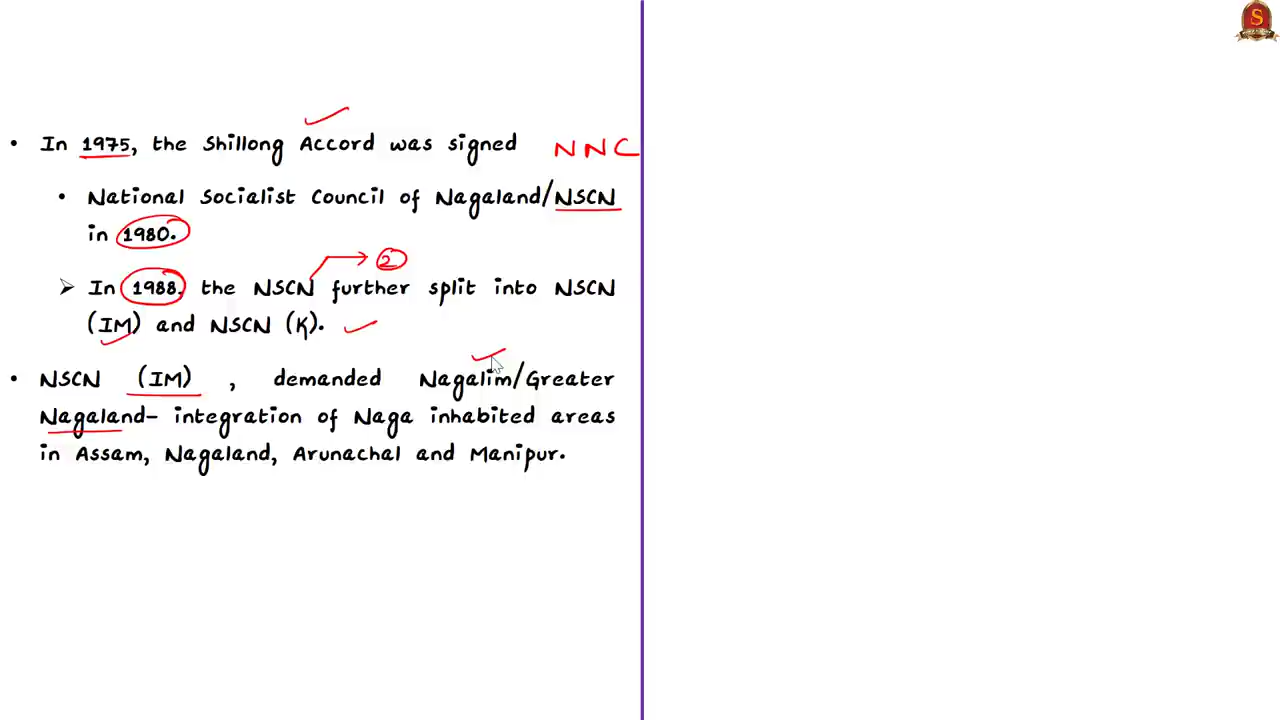 • In 1975, the Shillong Accord was signed NNC
• National Socialist Council of Nagaland/NSCN
in 1980.
2
➢ In 1988, the NSCN further split into NSCN
(IM) and NSCN (K).
• NSCN (IM) , demanded Nagalim/Greater
Nagaland- integration of Naga inhabited areas
in Assam, Nagaland, Arunachal and Manipur.
S